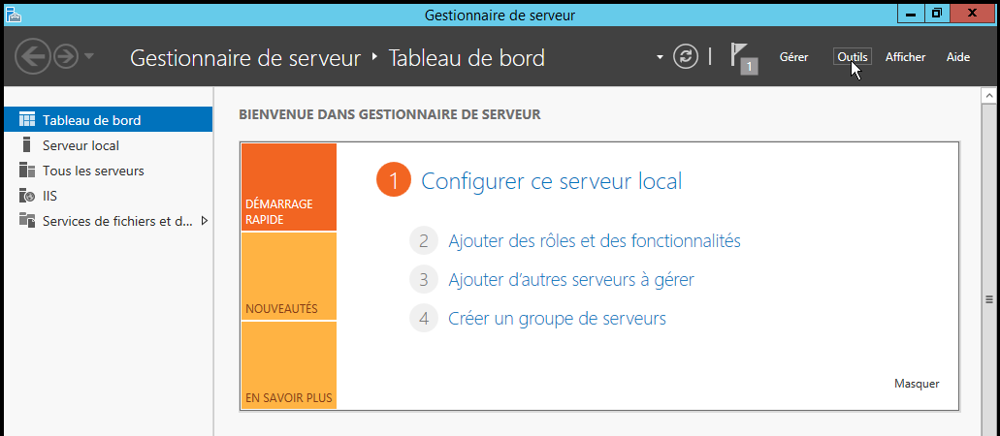 Gestionnaire de serveur
Gestionnaire de serveur ‣ Tableau de bord
1
Gérer
Outils
Afficher
Aide
Tableau de bord
Serveur local
Tous les serveurs
IIS
Services de fichiers et d...
BIENVENUE DANS GESTIONNAIRE DE SERVEUR
DÉMARRAGE
RAPIDE
NOUVEAUTÉS
EN SAVOIR PLUS
1 Configurer ce serveur local
2 Ajouter des rôles et des fonctionnalités
3 Ajouter d'autres serveurs à gérer
4 Créer un groupe de serveurs
Masquer